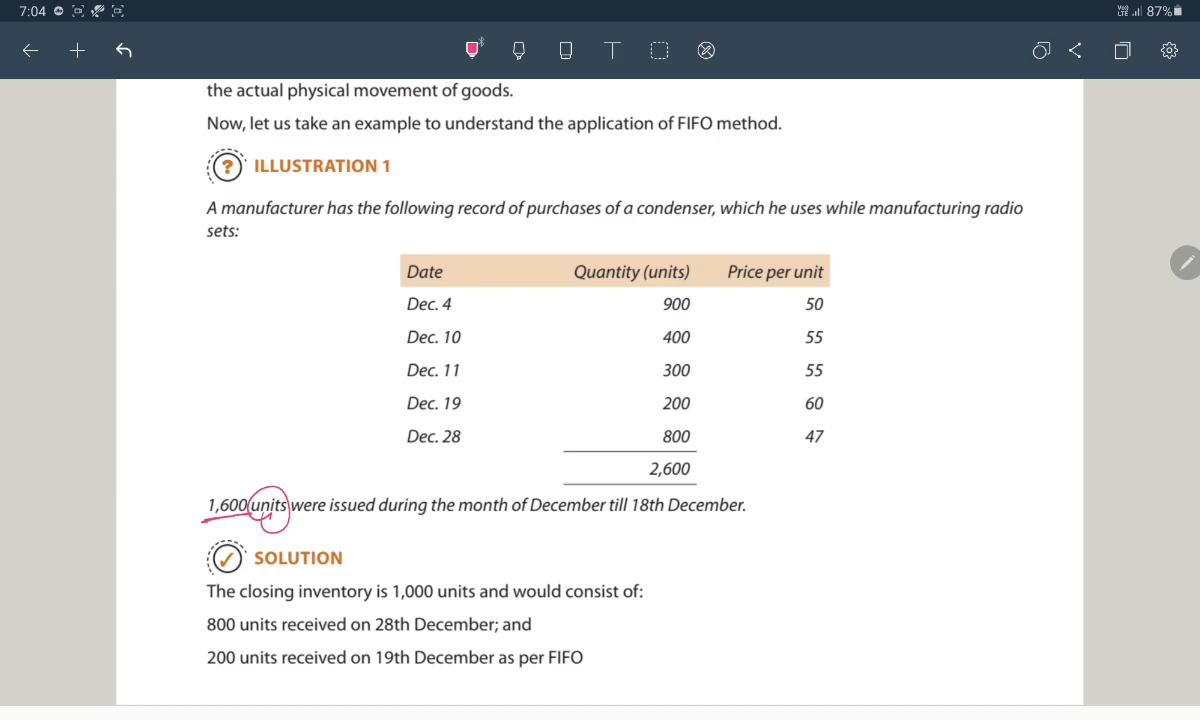 7:04 87%
the actual physical movement of goods.
Now, let us take an example to understand the application of FIFO method.
? ILLUSTRATION 1
A manufacturer has the following record of purchases of a condenser, which he uses while manufacturing radio
sets:
Date Quantity (units) Price per unit
Dec. 4 900 50
Dec. 10 400 55
Dec. 11 300 55
Dec. 19 200 60
Dec. 28 800 47
2,600
1,600 units were issued during the month of December till 18th December.
SOLUTION
The closing inventory is 1,000 units and would consist of:
800 units received on 28th December; and
200 units received on 19th December as per FIFO